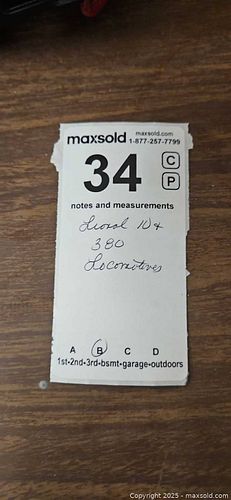 maxsold maxsold.com
1-877-257-7799
34 C
P
notes and measurements
Lional 10 +
380
Locomotives
A B C D
1st-2nd-3rd-bsmt-garage-outdoors
Copyright 2025 - maxsold.com